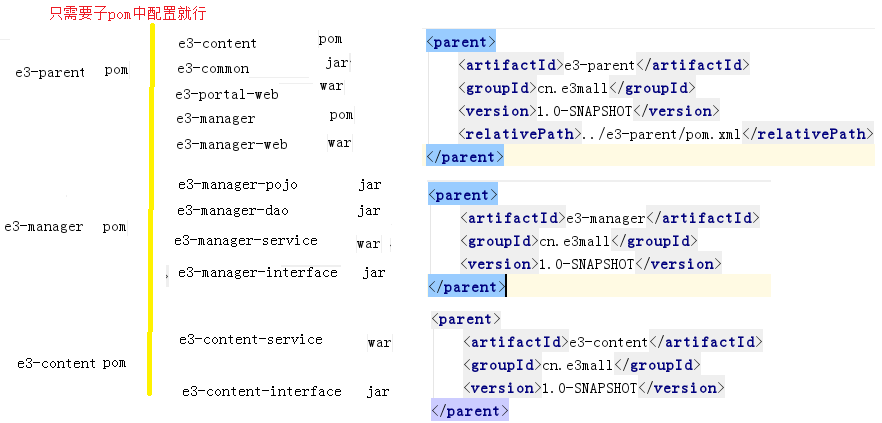 只需要子pom中配置就行
e3-parent pom
e3-content pom
e3-common jar
e3-portal-web war
e3-manager pom
e3-manager-web war
<parent>
<artifactId>e3-parent</artifactId>
<groupId>cn.e3mall</groupId>
<version>1.0-SNAPSHOT</version>
<relativePath>../e3-parent/pom.xml</relativePath>
</parent>
e3-manager pom
e3-manager-pojo jar
e3-manager-dao jar
e3-manager-service war
e3-manager-interface jar
<parent>
<artifactId>e3-manager</artifactId>
<groupId>cn.e3mall</groupId>
<version>1.0-SNAPSHOT</version>
</parent>
e3-content pom
e3-content-service war
e3-content-interface jar
<parent>
<artifactId>e3-content</artifactId>
<groupId>cn.e3mall</groupId>
<version>1.0-SNAPSHOT</version>
</parent>